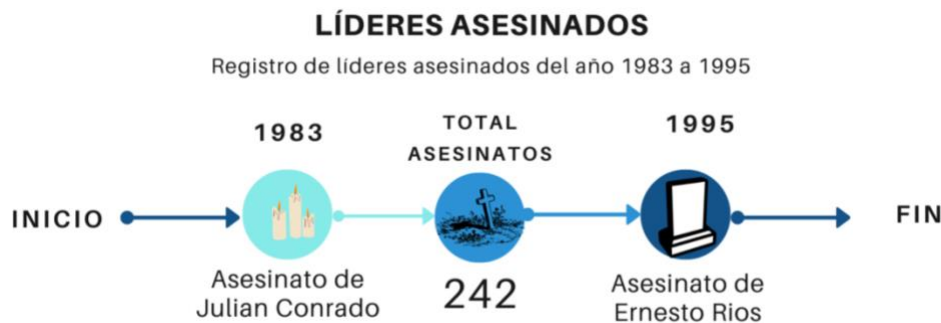 LÍDERES ASESINADOS
Registro de líderes asesinados del año 1983 a 1995
INICIO
1983
Asesinato de
Julian Conrado
TOTAL
ASESINATOS
242
1995
Asesinato de
Ernesto Rios
FIN